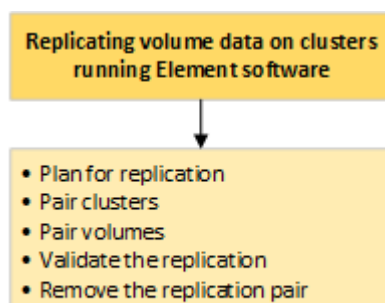 Replicating volume data on clusters
running Element software
• Plan for replication
• Pair clusters
• Pair volumes
• Validate the replication
• Remove the replication pair